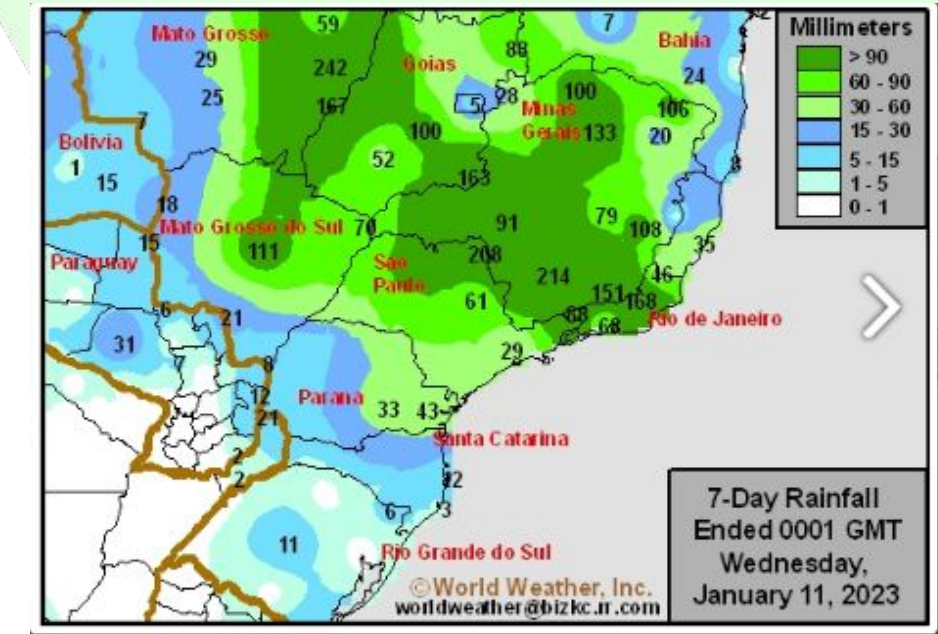 Millimeters
> 90
60 - 90
30 - 60
15 - 30
5 - 15
1 - 5
0 - 1
59
7
Mato Grosso
88
Bahia
29
242
Goias
24
25
167
5
28
100
106
7
100
Minas
Gerais
133
20
Bolivia
52
8
1
15
163
18
79
Mato Grosso do Sul
70
91
108
15
111
208
35
Paraguay
Sao
Paulo
214
46
61
151
168
6
21
88
68
Rio de Janeiro
31
29
7
8
12
Parana
33
43
21
Santa Catarina
2
2
6
3
11
Rio Grande do Sul
7-Day Rainfall
Ended 0001 GMT
Wednesday,
January 11, 2023
©World Weather, Inc.
worldweather@bizkc.rr.com